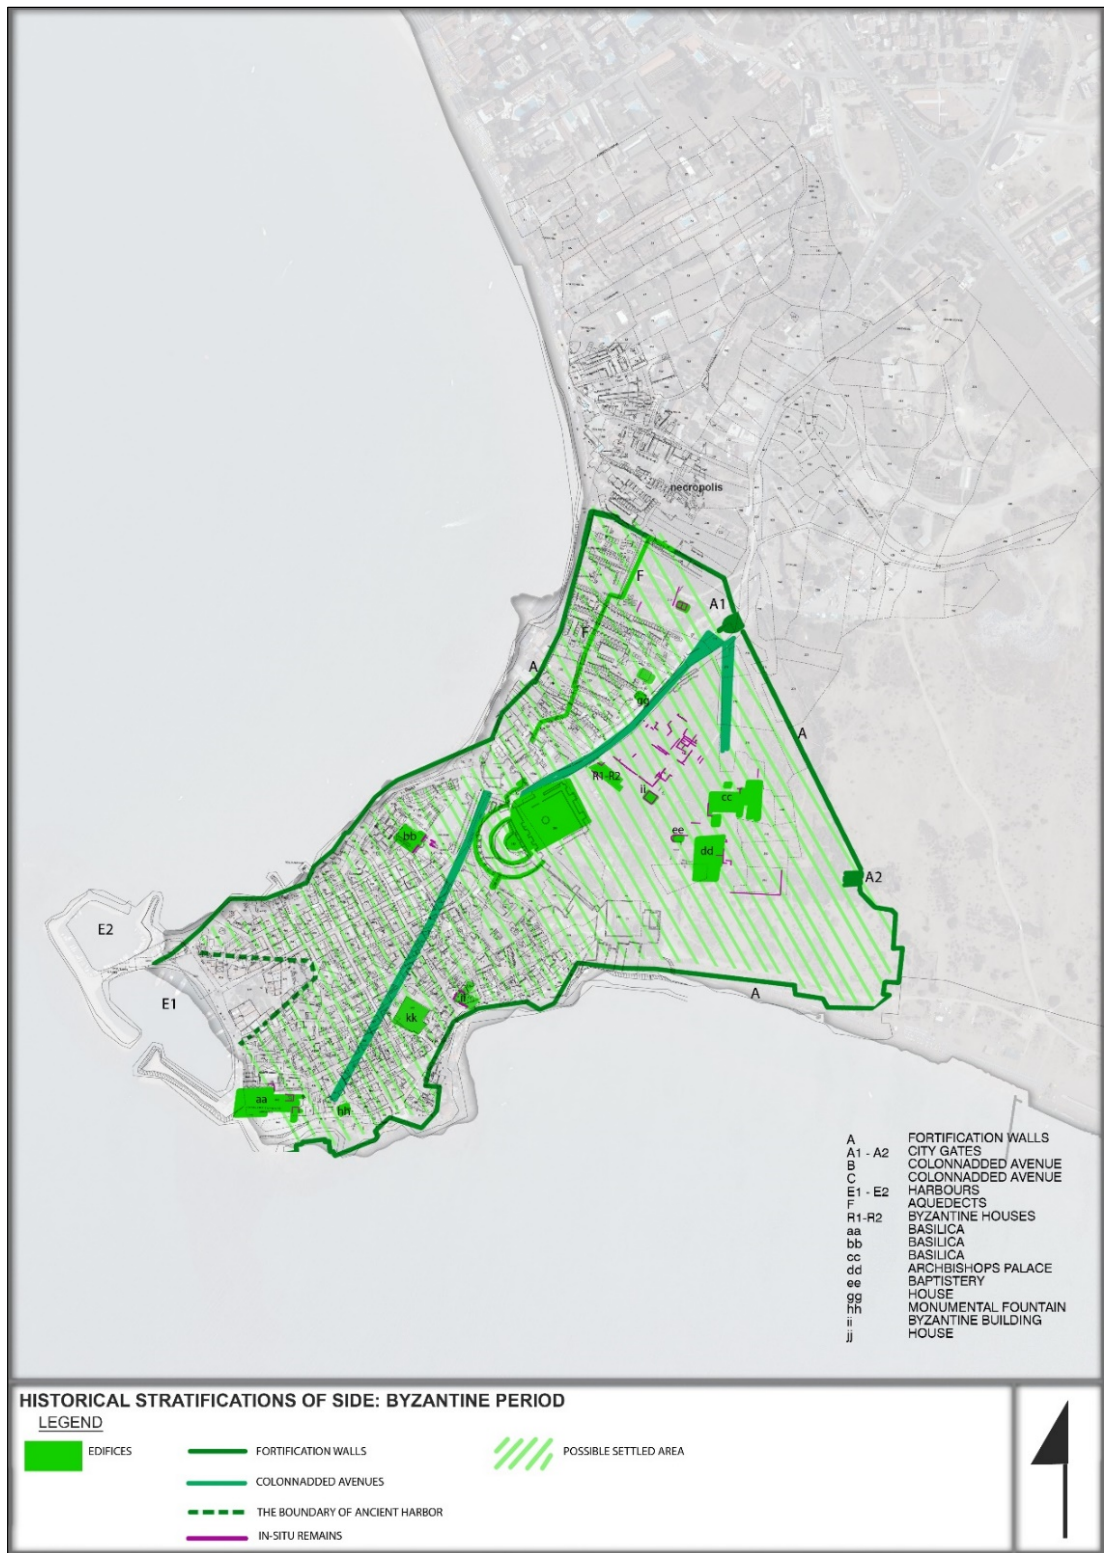 necropolis
F
A1
F
A
gg
A
R1-R2
ii
cc
bb
ee
dd
A2
E2
E1
A
jj
kk
aa
hh
A FORTIFICATION WALLS
A1 - A2 CITY GATES
B COLONNADDED AVENUE
C COLONNADDED AVENUE
E1 - E2 HARBOURS
F AQUEDECTS
R1-R2 BYZANTINE HOUSES
aa BASILICA
bb BASILICA
cc BASILICA
dd ARCHBISHOPS PALACE
ee BAPTISTERY
gg HOUSE
hh MONUMENTAL FOUNTAIN
ii BYZANTINE BUILDING
jj HOUSE
HISTORICAL STRATIFICATIONS OF SIDE: BYZANTINE PERIOD
LEGEND
EDIFICES
FORTIFICATION WALLS
POSSIBLE SETTLED AREA
COLONNADDED AVENUES
THE BOUNDARY OF ANCIENT HARBOR
IN-SITU REMAINS